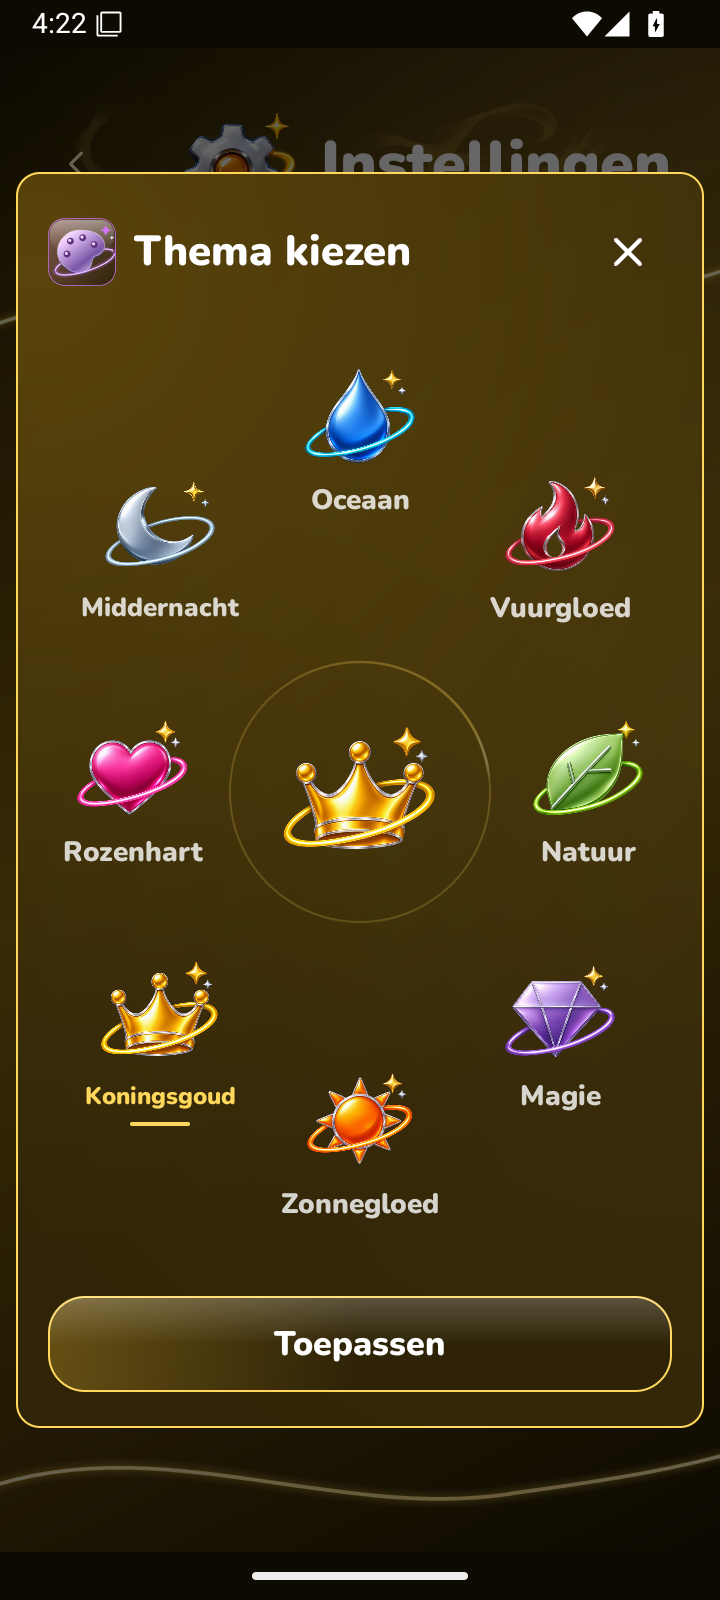 4:22
Instellingen
Thema kiezen
Oceaan
Middernacht
Vuurgloed
Rozenhart
Natuur
Koningsgoud
Magie
Zonnegloed
Toepassen